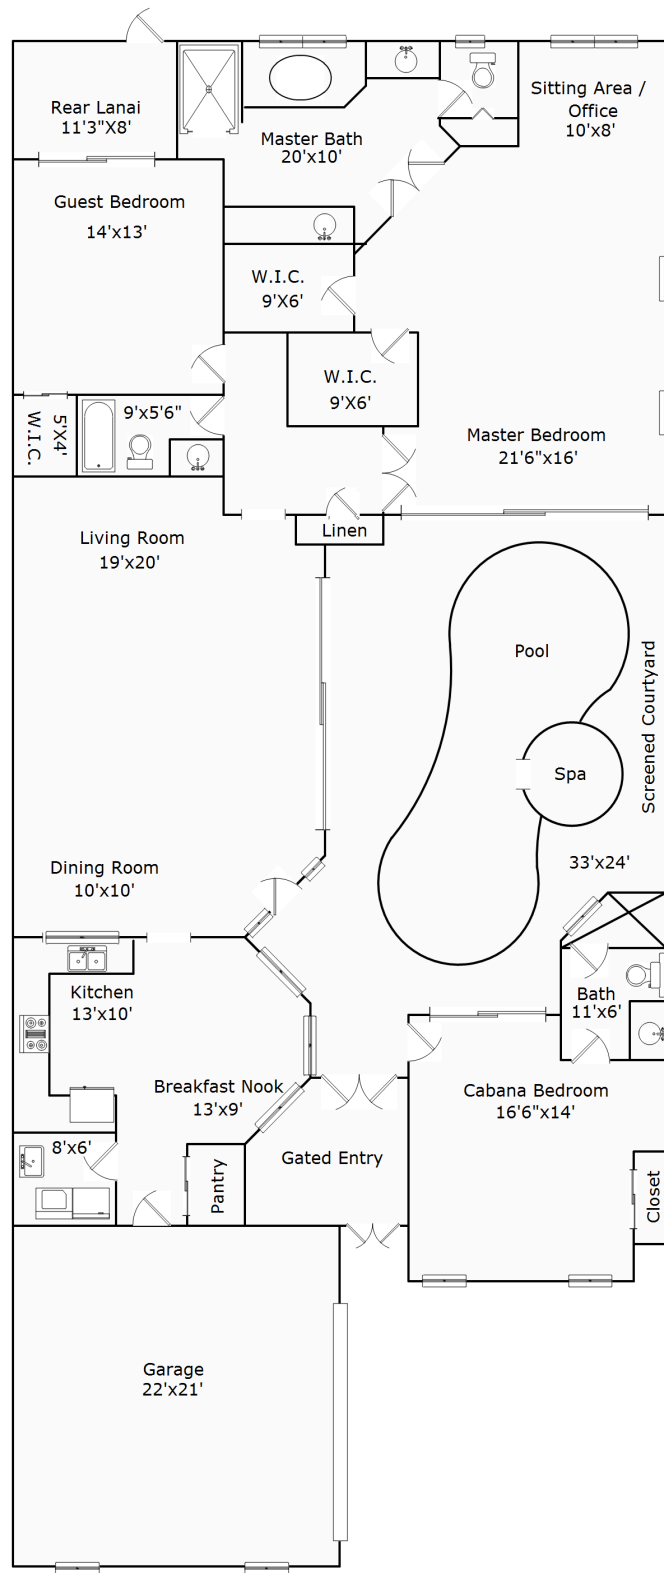 Rear Lanai
11'3"X8'
Master Bath
20'x10'
Sitting Area /
Office
10'x8'
Guest Bedroom
14'x13'
W.I.C.
9'X6'
W.I.C.
9'X6'
W.I.C.
5'X4'
9'x5'6"
Master Bedroom
21'6"x16'
Linen
Living Room
19'x20'
Pool
Screened Courtyard
Spa
33'x24'
Dining Room
10'x10'
Kitchen
13'x10'
Bath
11'x6'
Breakfast Nook
13'x9'
Cabana Bedroom
16'6"x14'
8'x6'
Gated Entry
Pantry
Closet
Garage
22'x21'